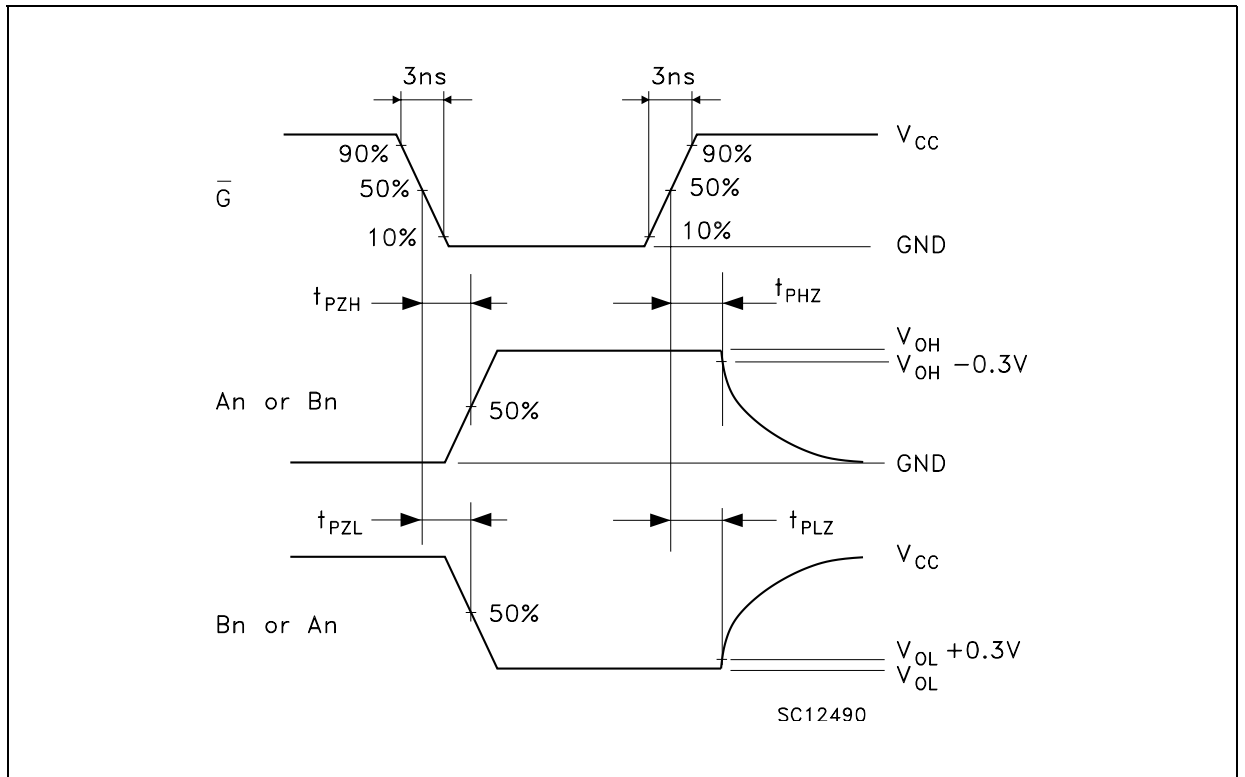 3ns 3ns
90% 90% V_CC
G̅ 50% 50%
10% 10% GND
t_PZH t_PHZ
V_OH
V_OH −0.3V
An or Bn 50%
GND
t_PZL t_PLZ
V_CC
50%
Bn or An
V_OL +0.3V
V_OL
SC12490